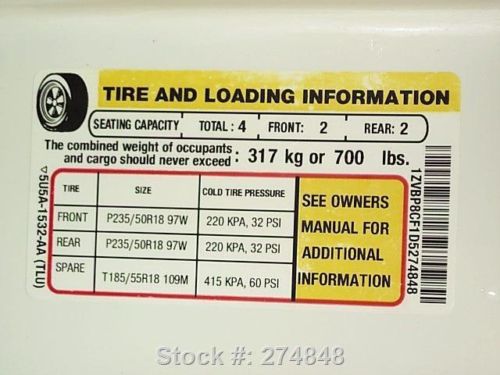 TIRE AND LOADING INFORMATION
SEATING CAPACITY TOTAL: 4 FRONT: 2 REAR: 2
The combined weight of occupants and cargo should never exceed: 317 kg or 700 lbs.
TIRE SIZE COLD TIRE PRESSURE
FRONT P235/50R18 97W 220 KPA, 32 PSI
REAR P235/50R18 97W 220 KPA, 32 PSI
SPARE T185/55R18 109M 415 KPA, 60 PSI
SEE OWNERS
MANUAL FOR
ADDITIONAL
INFORMATION
5U5A-1532-AA (TLU)
1ZVBP8CF1D5274848
Stock #: 274848